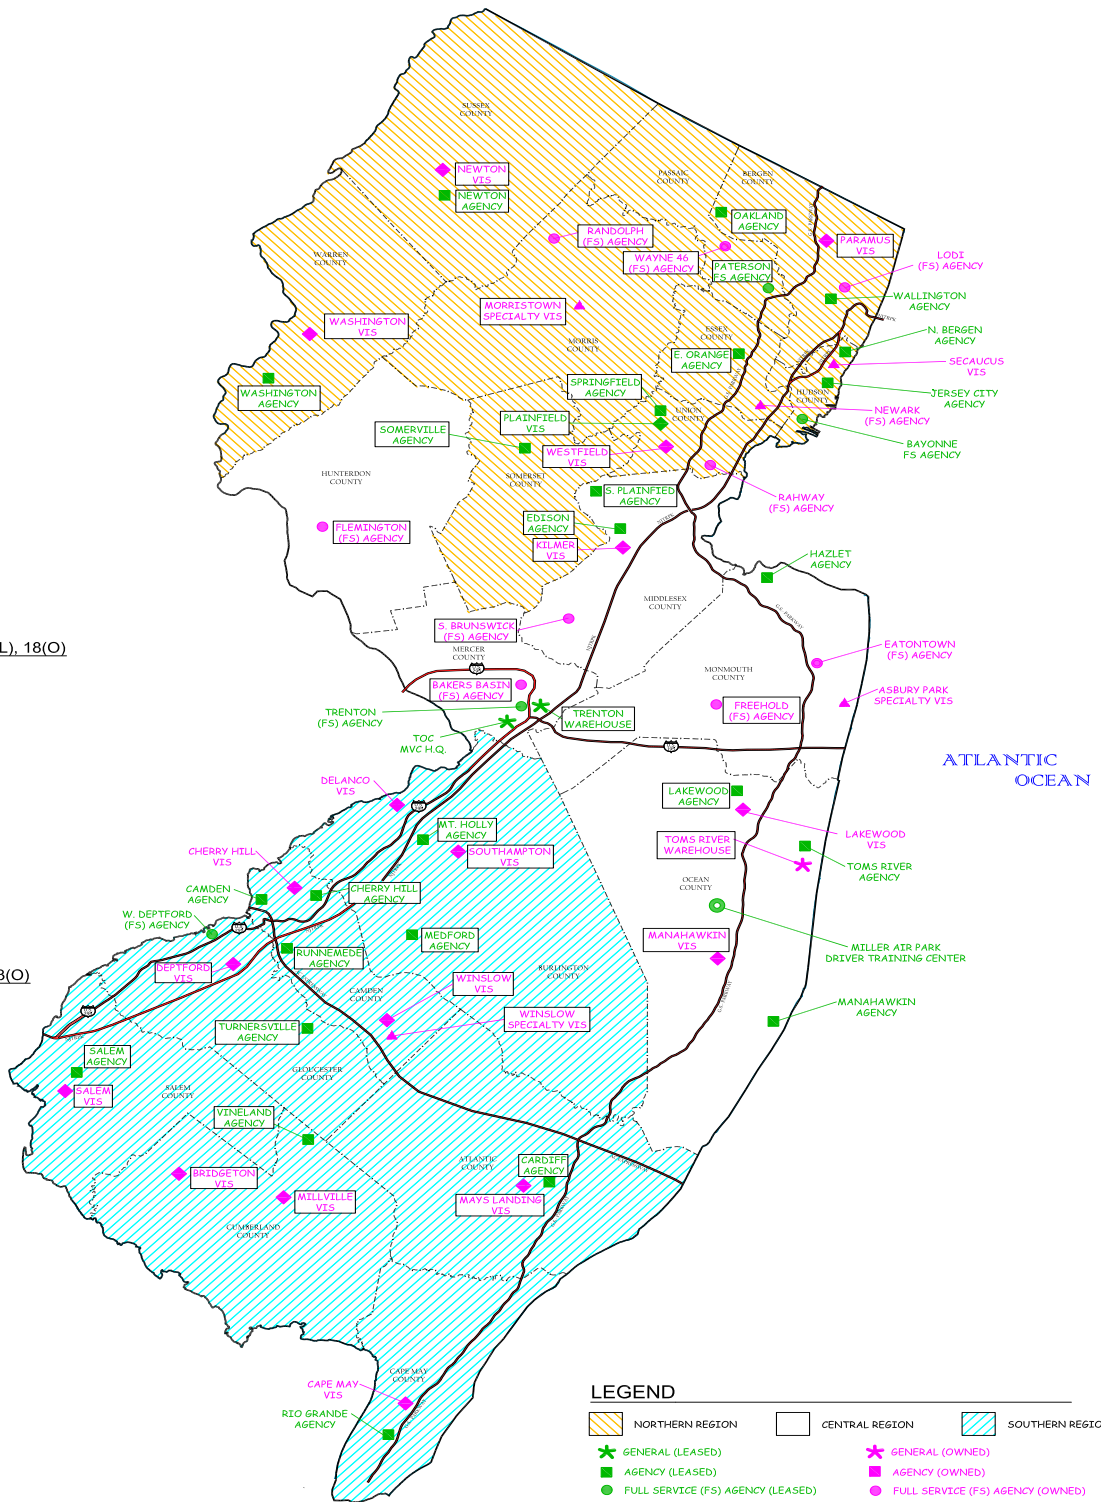 SUSSEX
COUNTY
NEWTON
VIS
NEWTON
AGENCY
PASSAIC
COUNTY
BERGEN
COUNTY
OAKLAND
AGENCY
G.S. PARKWAY
RANDOLPH
(FS) AGENCY
WAYNE 46
(FS) AGENCY
PARAMUS
VIS
LODI
(FS) AGENCY
WARREN
COUNTY
PATERSON
FS AGENCY
WALLINGTON
AGENCY
MORRISTOWN
SPECIALTY VIS
NJTRPK
WASHINGTON
VIS
MORRIS
COUNTY
ESSEX
COUNTY
N. BERGEN
AGENCY
E. ORANGE
AGENCY
SECAUCUS
VIS
WASHINGTON
AGENCY
SPRINGFIELD
AGENCY
HUDSON
COUNTY
JERSEY CITY
AGENCY
PLAINFIELD
VIS
UNION
COUNTY
NEWARK
(FS) AGENCY
SOMERVILLE
AGENCY
WESTFIELD
VIS
BAYONNE
FS AGENCY
HUNTERDON
COUNTY
SOMERSET
COUNTY
S. PLAINFIED
AGENCY
RAHWAY
(FS) AGENCY
FLEMINGTON
(FS) AGENCY
EDISON
AGENCY
NJTRPK
KILMER
VIS
HAZLET
AGENCY
MIDDLESEX
COUNTY
G.S. PARKWAY
S. BRUNSWICK
(FS) AGENCY
NJTRPK
L), 18(O)
MERCER
COUNTY
EATONTOWN
(FS) AGENCY
MONMOUTH
COUNTY
BAKERS BASIN
(FS) AGENCY
ASBURY PARK
SPECIALTY VIS
FREEHOLD
(FS) AGENCY
TRENTON
(FS) AGENCY
TRENTON
WAREHOUSE
TOC
MVC H.Q.
ATLANTIC
OCEAN
DELANCO
VIS
LAKEWOOD
AGENCY
MT. HOLLY
AGENCY
LAKEWOOD
VIS
TOMS RIVER
WAREHOUSE
CHERRY HILL
VIS
SOUTHAMPTON
VIS
TOMS RIVER
AGENCY
CAMDEN
AGENCY
CHERRY HILL
AGENCY
OCEAN
COUNTY
W. DEPTFORD
(FS) AGENCY
MEDFORD
AGENCY
MANAHAWKIN
VIS
MILLER AIR PARK
DRIVER TRAINING CENTER
RUNNEMEDE
AGENCY
DEPTFORD
VIS
3(O)
BURLINGTON
COUNTY
WINSLOW
VIS
CAMDEN
COUNTY
G.S. PARKWAY
MANAHAWKIN
AGENCY
WINSLOW
SPECIALTY VIS
TURNERSVILLE
AGENCY
SALEM
AGENCY
GLOUCESTER
COUNTY
SALEM
VIS
SALEM
COUNTY
VINELAND
AGENCY
ATLANTIC
COUNTY
CARDIFF
AGENCY
BRIDGETON
VIS
MILLVILLE
VIS
MAYS LANDING
VIS
G.S. PARKWAY
CUMBERLAND
COUNTY
CAPE MAY
COUNTY
CAPE MAY
VIS
RIO GRANDE
AGENCY
LEGEND
NORTHERN REGION
CENTRAL REGION
SOUTHERN REGIO
GENERAL (LEASED)
GENERAL (OWNED)
AGENCY (LEASED)
AGENCY (OWNED)
FULL SERVICE (FS) AGENCY (LEASED)
FULL SERVICE (FS) AGENCY (OWNED)